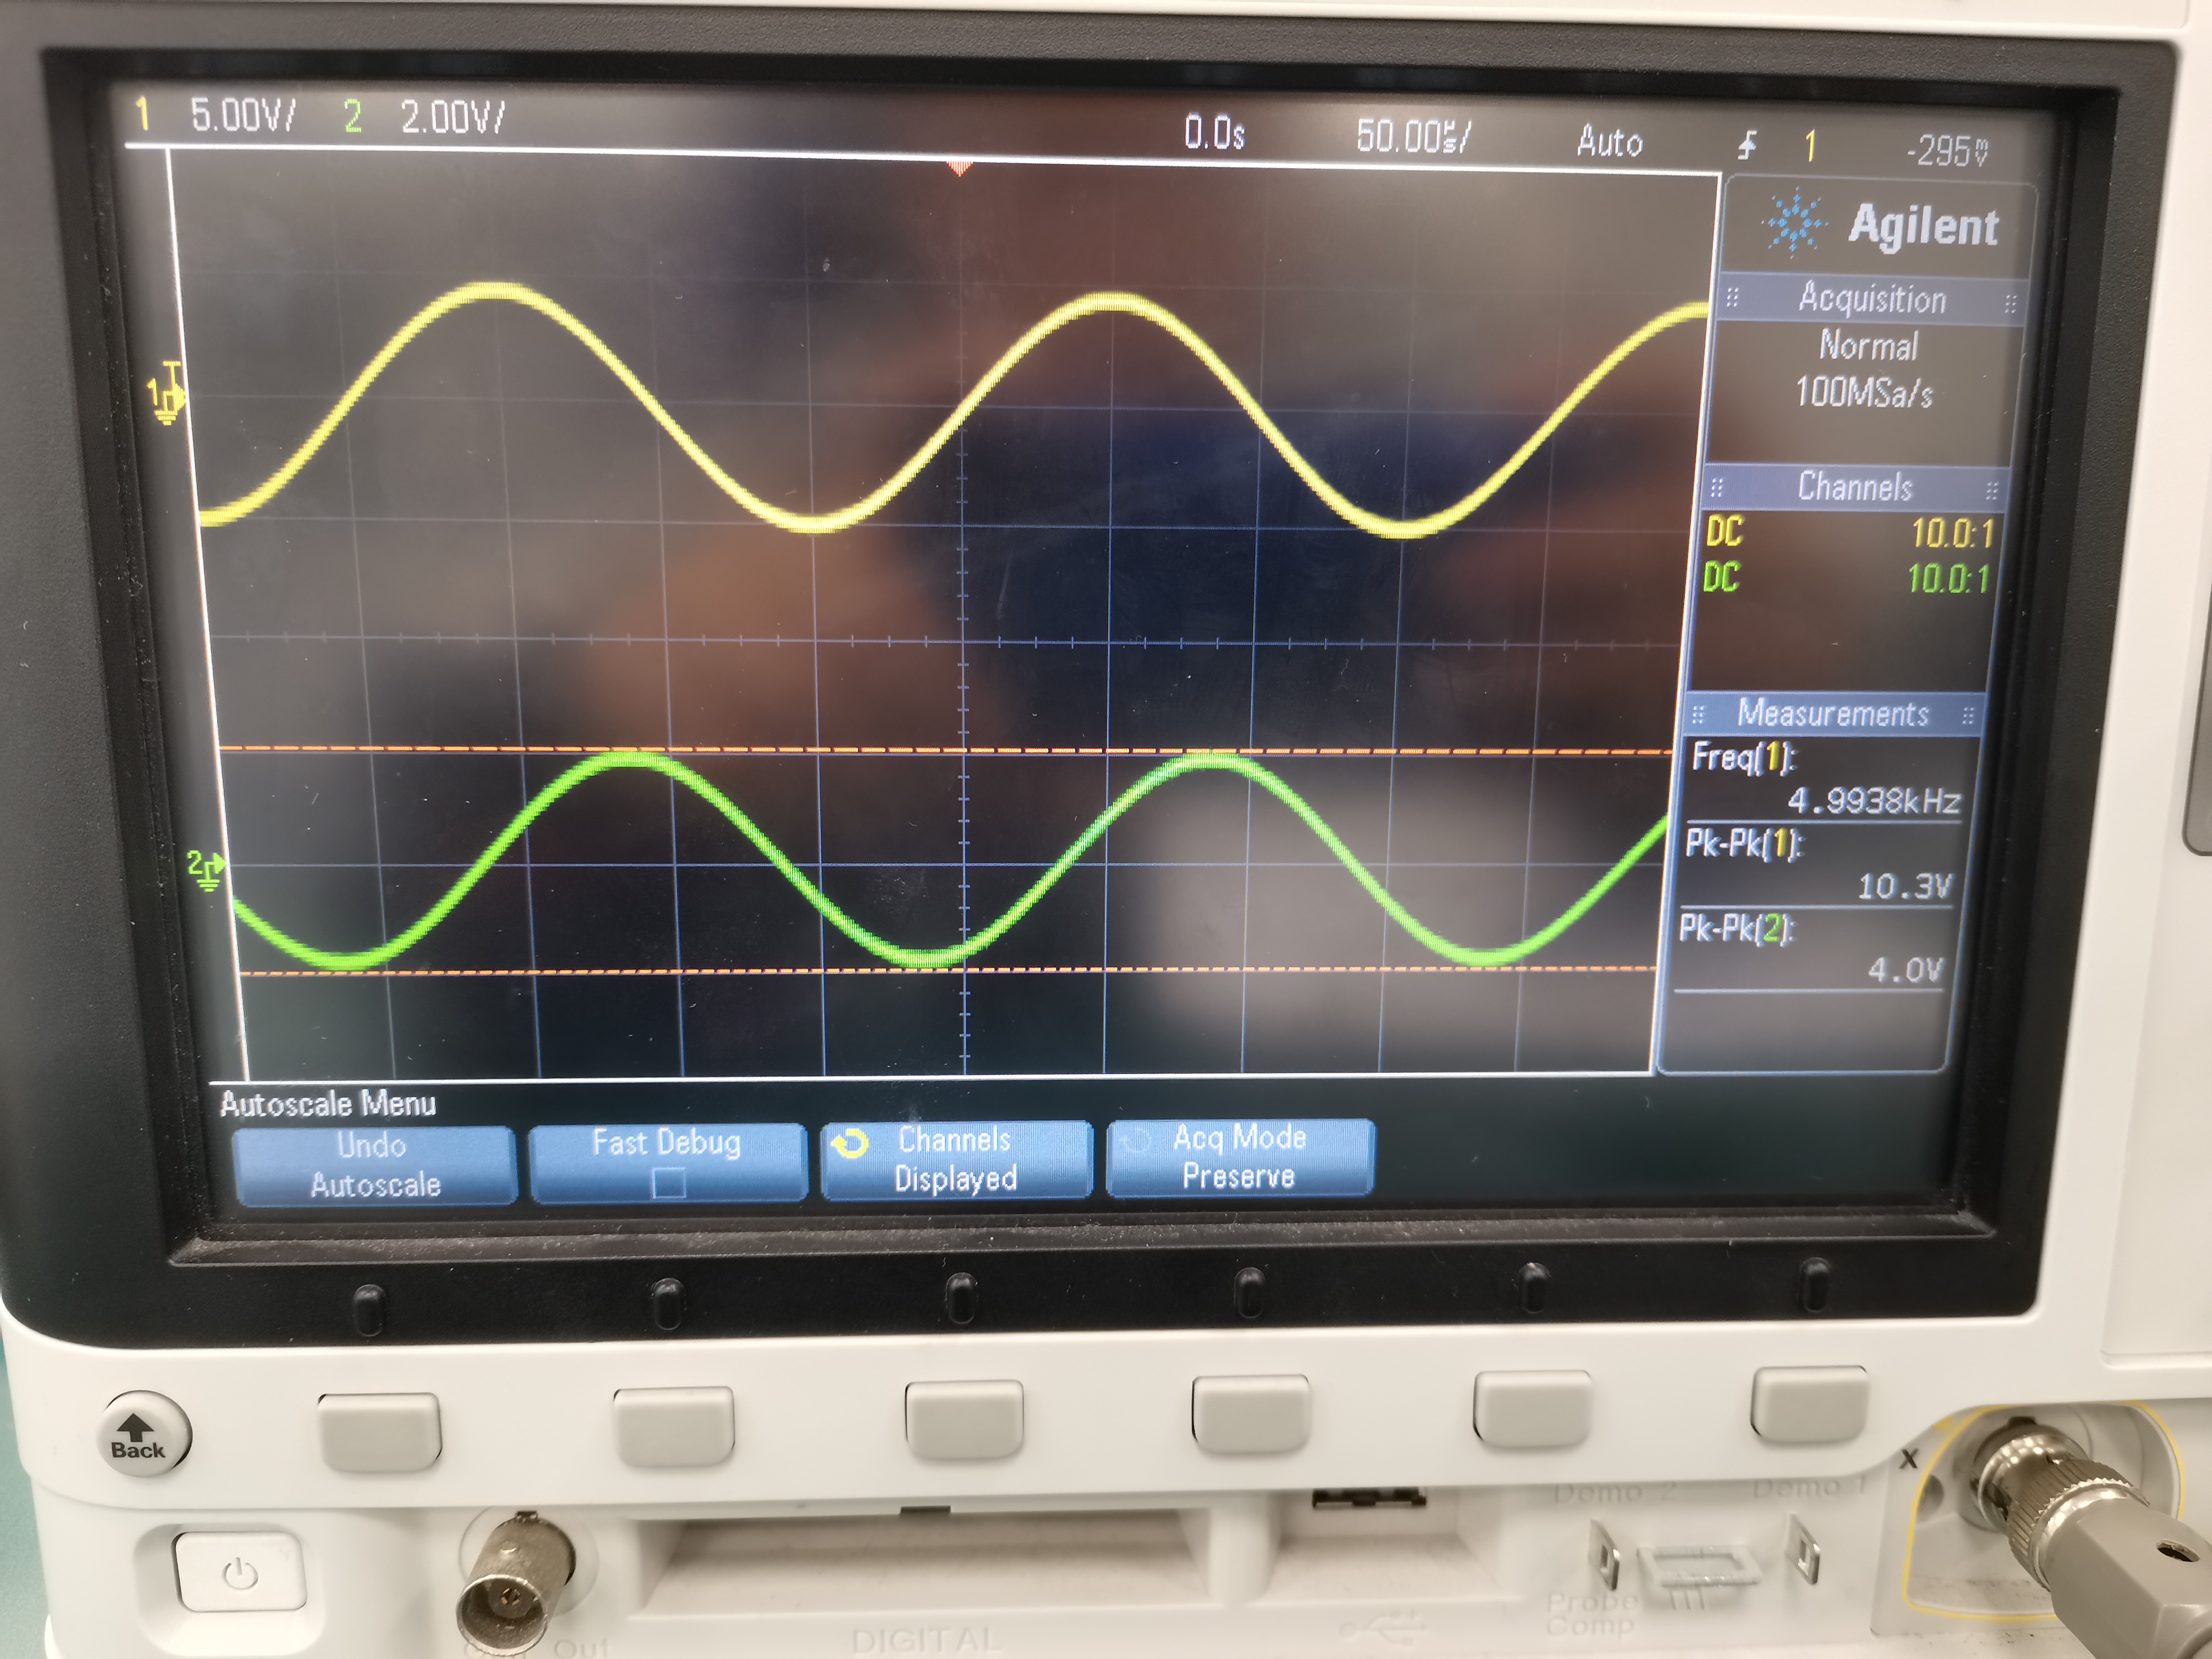 1 5.00V/ 2 2.00V/ 0.0s 50.00µs/ Auto 1 -295mV
Agilent
Acquisition
Normal
100MSa/s
Channels
DC 10.0:1
DC 10.0:1
Measurements
Freq(1):
4.9938kHz
Pk-Pk(1):
10.3V
Pk-Pk(2):
4.0V
1
T
2
Autoscale Menu
Undo
Autoscale
Fast Debug
Channels
Displayed
Acq Mode
Preserve
Back
X
Demo 2
Demo 1
Probe
Comp
Out
DIGITAL